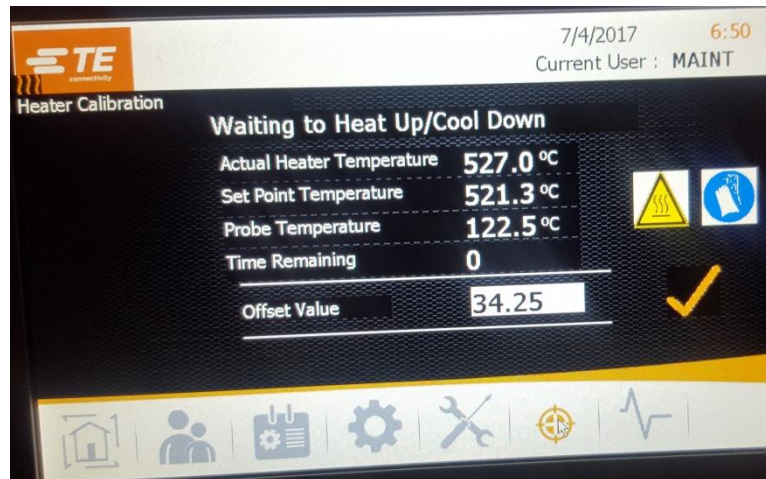 7/4/2017 6:50
TE
connectivity
Current User : MAINT
Heater Calibration
Waiting to Heat Up/Cool Down
Actual Heater Temperature 527.0 ºC
Set Point Temperature 521.3 ºC
Probe Temperature 122.5 ºC
Time Remaining 0
Offset Value 34.25